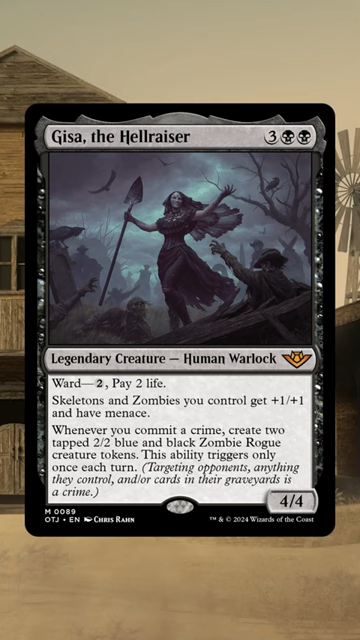 Gisa, the Hellraiser 3
Legendary Creature — Human Warlock
Ward—2, Pay 2 life.
Skeletons and Zombies you control get +1/+1
and have menace.
Whenever you commit a crime, create two
tapped 2/2 blue and black Zombie Rogue
creature tokens. This ability triggers only
once each turn. (Targeting opponents, anything
they control, and/or cards in their graveyards is
a crime.)
4/4
M 0089
OTJ • EN Chris Rahn ™ & © 2024 Wizards of the Coast